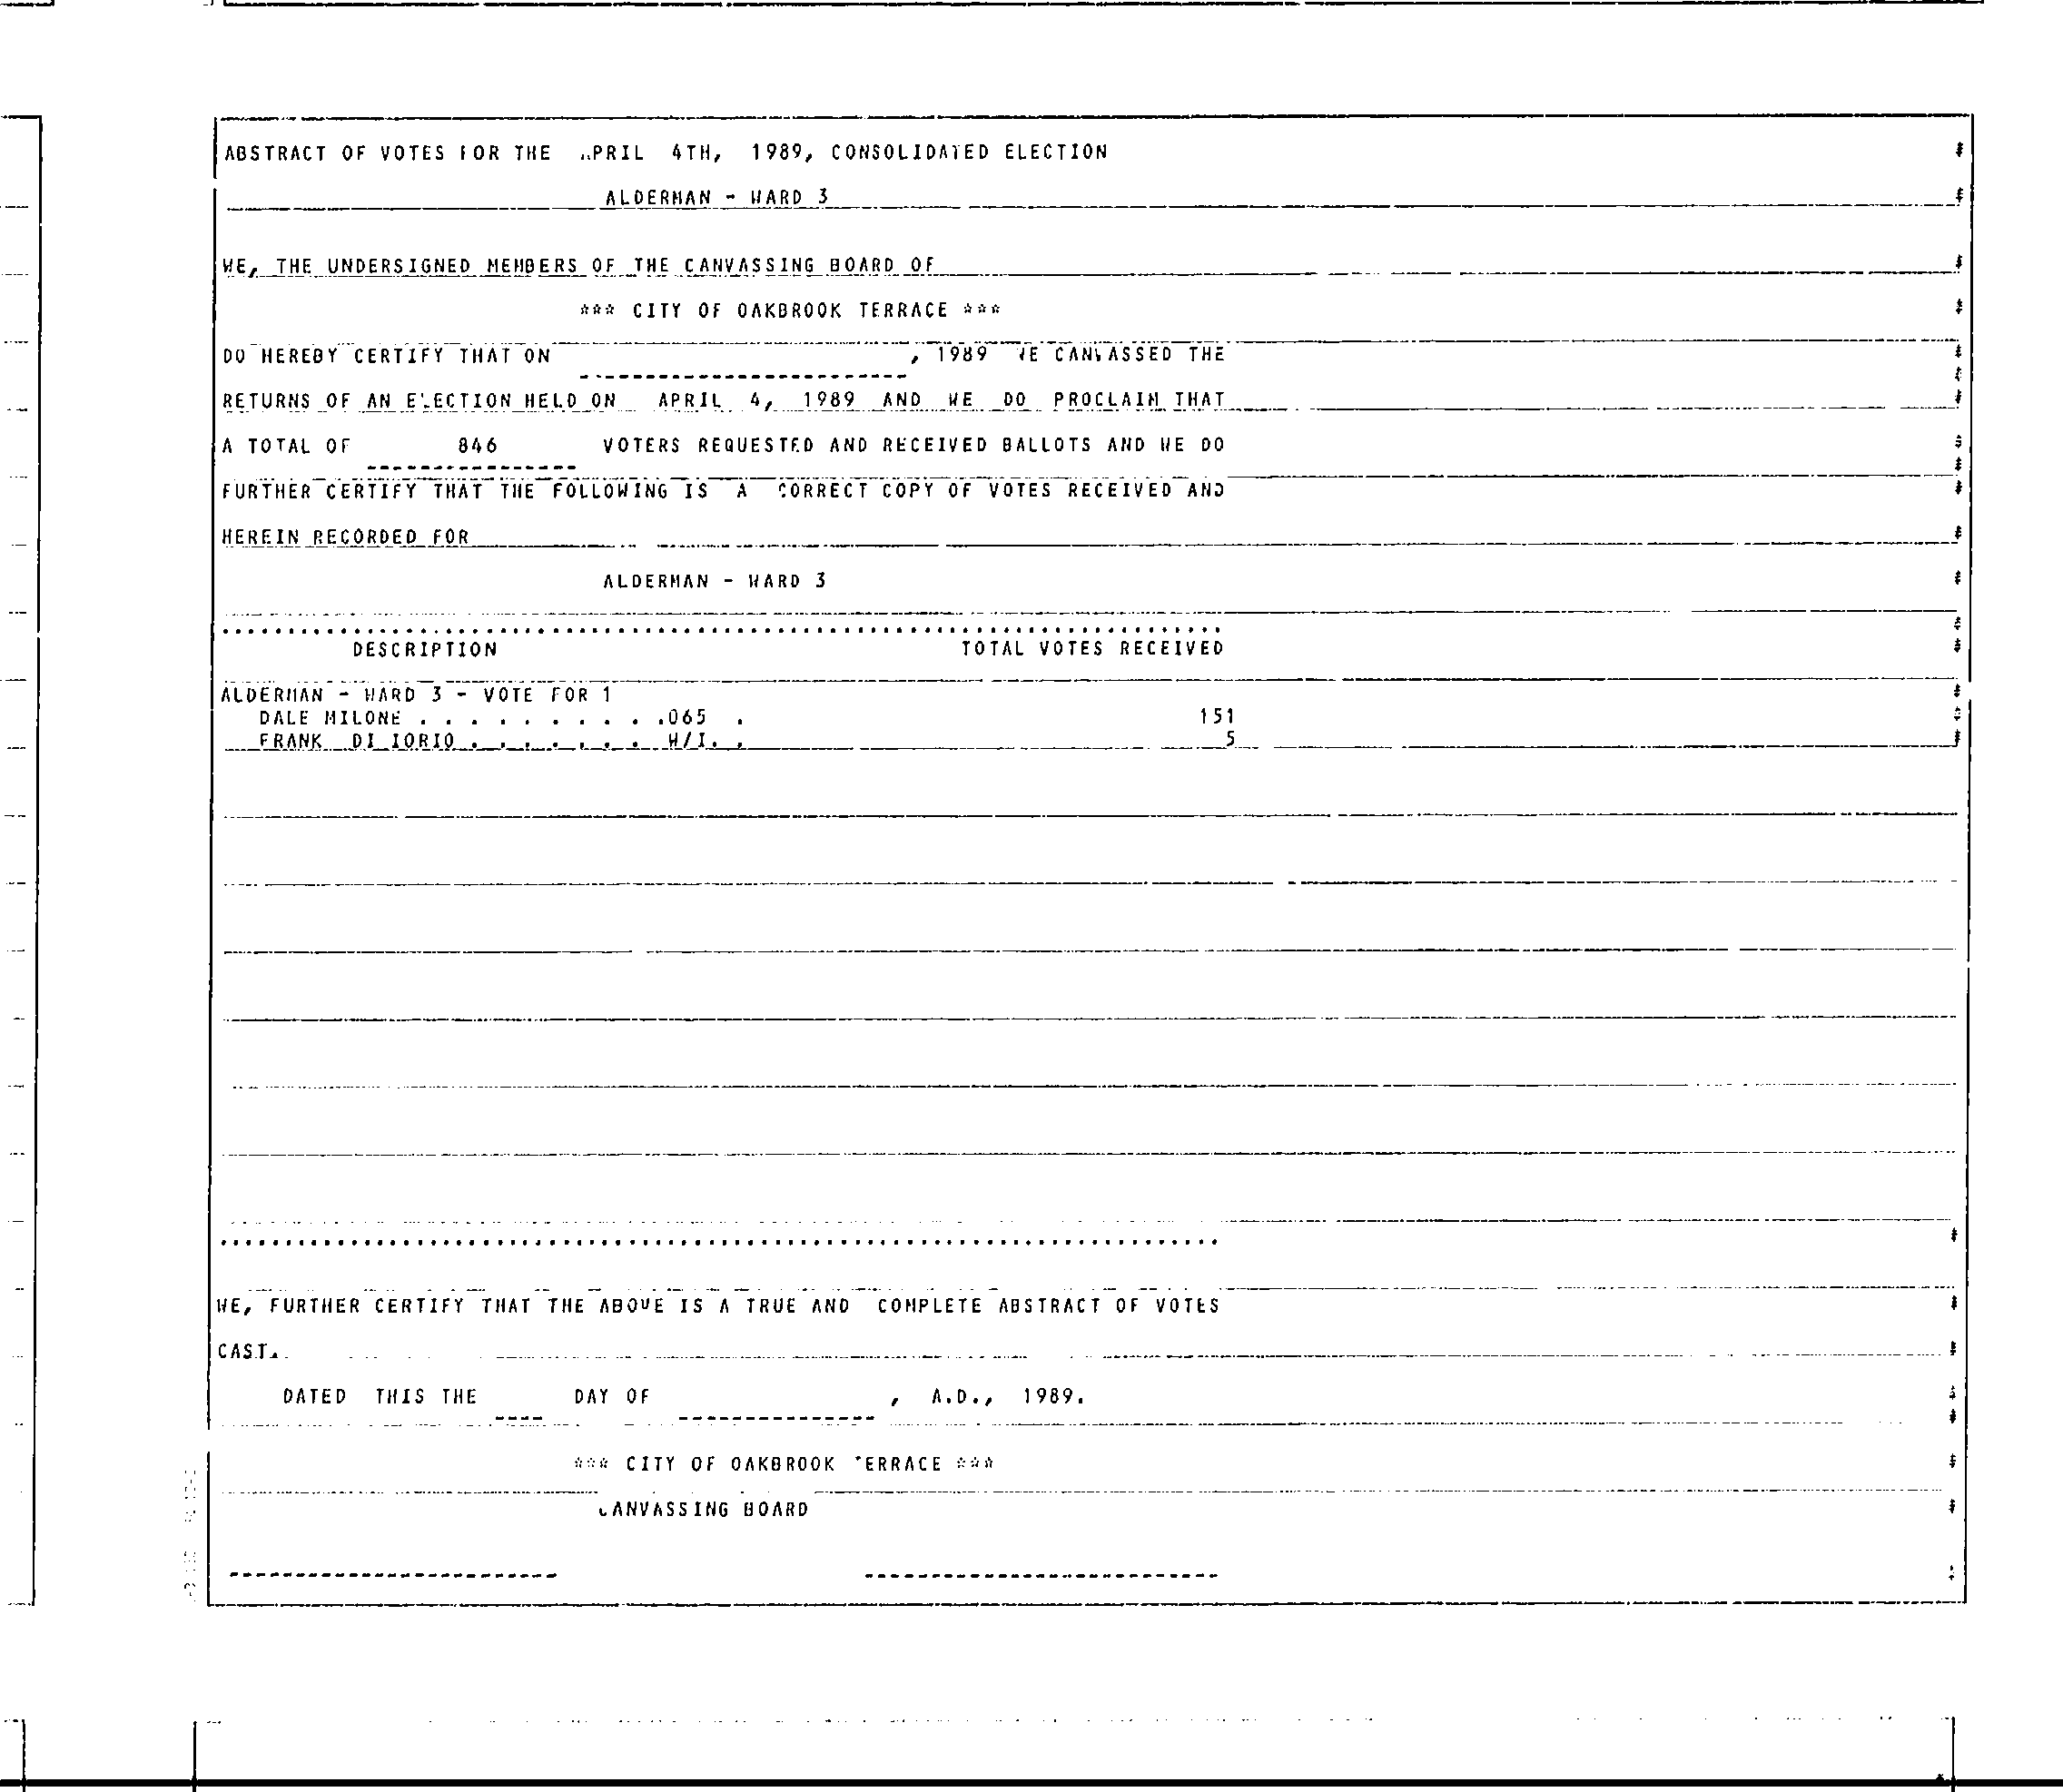 ABSTRACT OF VOTES FOR THE APRIL 4TH, 1989, CONSOLIDATED ELECTION
ALDERMAN - WARD 3
WE, THE UNDERSIGNED MEMBERS OF THE CANVASSING BOARD OF
*** CITY OF OAKBROOK TERRACE ***
DO HEREBY CERTIFY THAT ON , 1989 WE CANVASSED THE
RETURNS OF AN ELECTION HELD ON APRIL 4, 1989 AND WE DO PROCLAIM THAT
A TOTAL OF 846 VOTERS REQUESTED AND RECEIVED BALLOTS AND WE DO
FURTHER CERTIFY THAT THE FOLLOWING IS A CORRECT COPY OF VOTES RECEIVED AND
HEREIN RECORDED FOR
ALDERMAN - WARD 3
DESCRIPTION TOTAL VOTES RECEIVED
ALDERMAN - WARD 3 - VOTE FOR 1
DALE MILONE . . . . . . . . . .065 . 151
FRANK DI IORIO . . . . . . . W/I. . 5
WE, FURTHER CERTIFY THAT THE ABOVE IS A TRUE AND COMPLETE ABSTRACT OF VOTES
CAST.
DATED THIS THE DAY OF , A.D., 1989.
*** CITY OF OAKBROOK TERRACE ***
CANVASSING BOARD